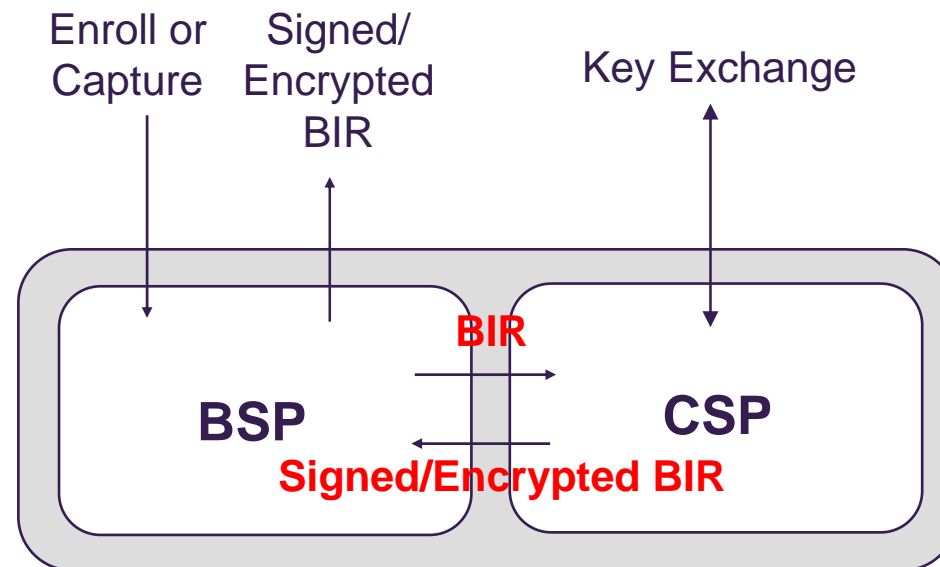 Enroll or
Capture
Signed/
Encrypted
BIR
Key Exchange
BIR
BSP
CSP
Signed/Encrypted BIR